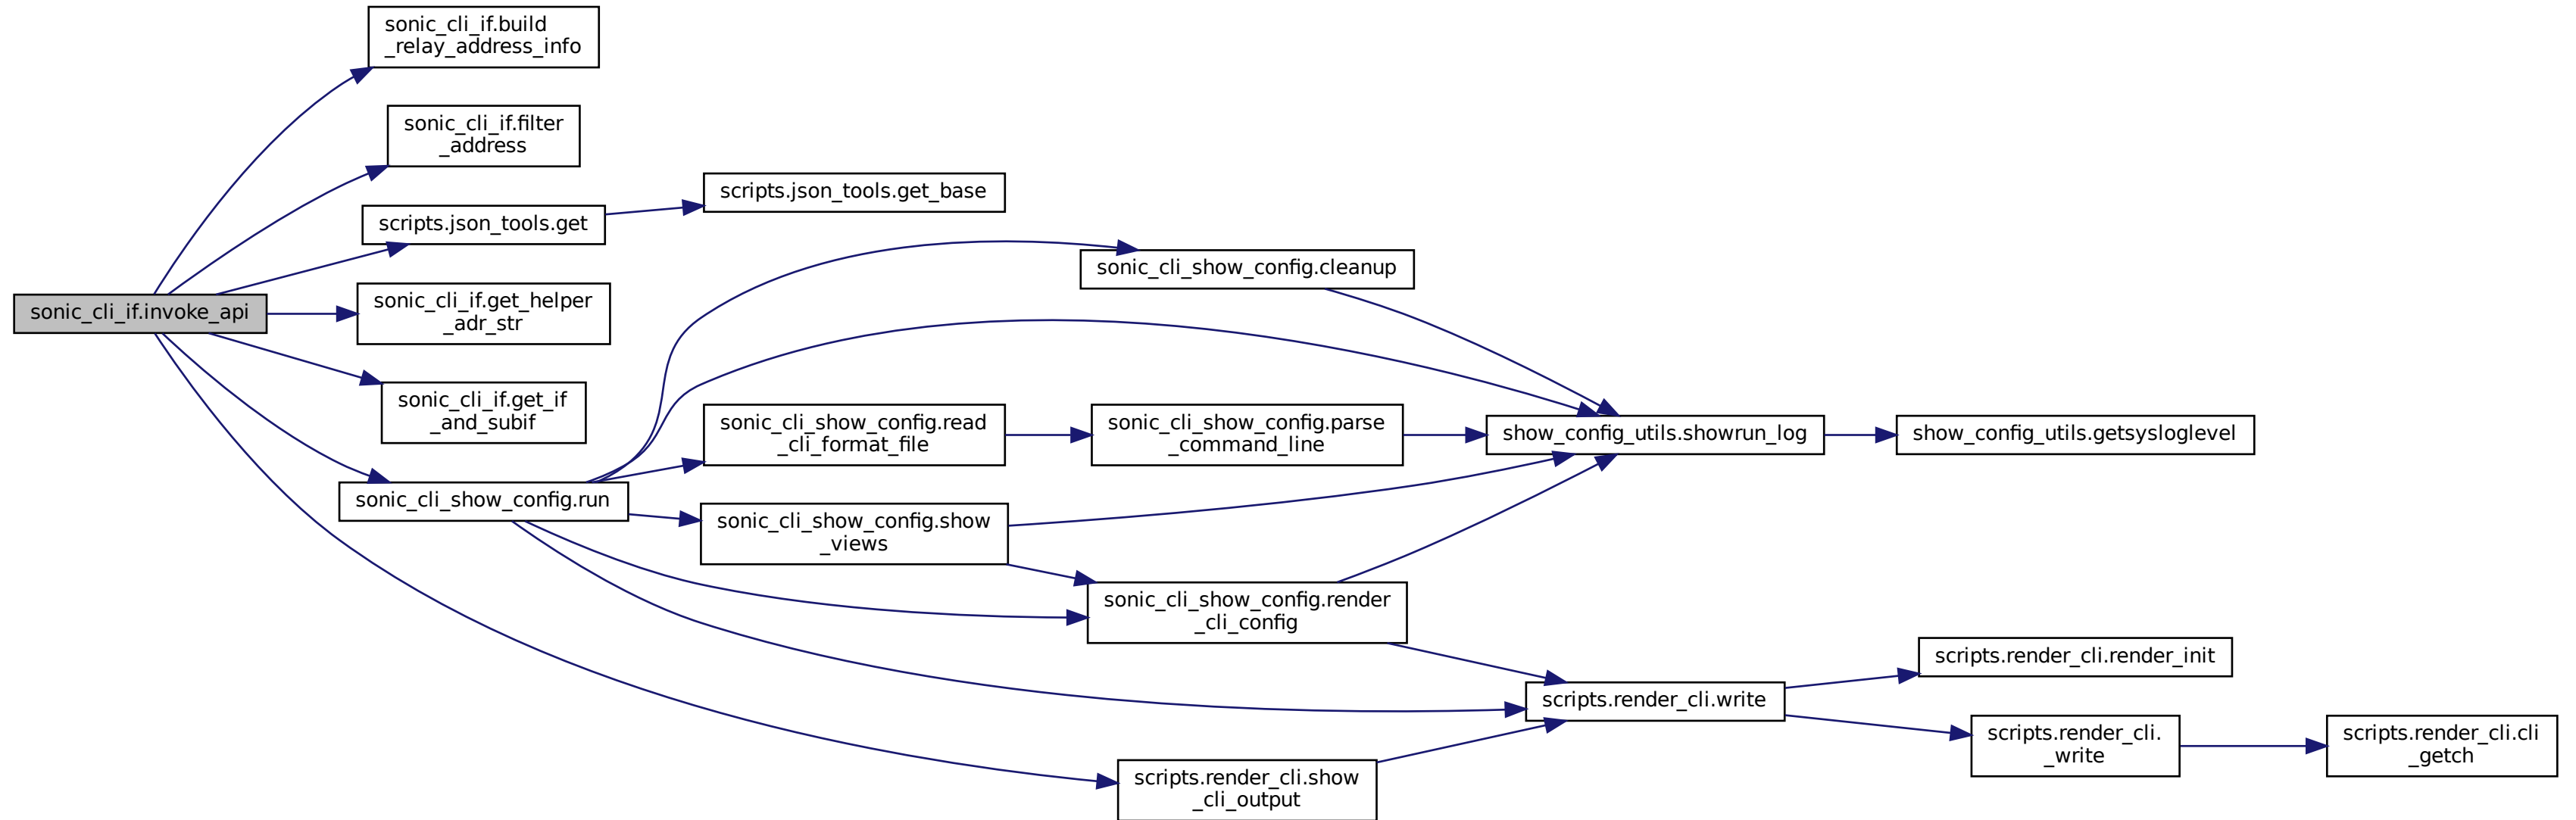 sonic_cli_if.build
_relay_address_info
sonic_cli_if.filter
_address
scripts.json_tools.get_base
scripts.json_tools.get
sonic_cli_show_config.cleanup
sonic_cli_if.invoke_api
sonic_cli_if.get_helper
_adr_str
sonic_cli_if.get_if
_and_subif
sonic_cli_show_config.read
_cli_format_file
sonic_cli_show_config.parse
_command_line
show_config_utils.showrun_log
show_config_utils.getsysloglevel
sonic_cli_show_config.run
sonic_cli_show_config.show
_views
sonic_cli_show_config.render
_cli_config
scripts.render_cli.render_init
scripts.render_cli.write
scripts.render_cli.
_write
scripts.render_cli.cli
_getch
scripts.render_cli.show
_cli_output